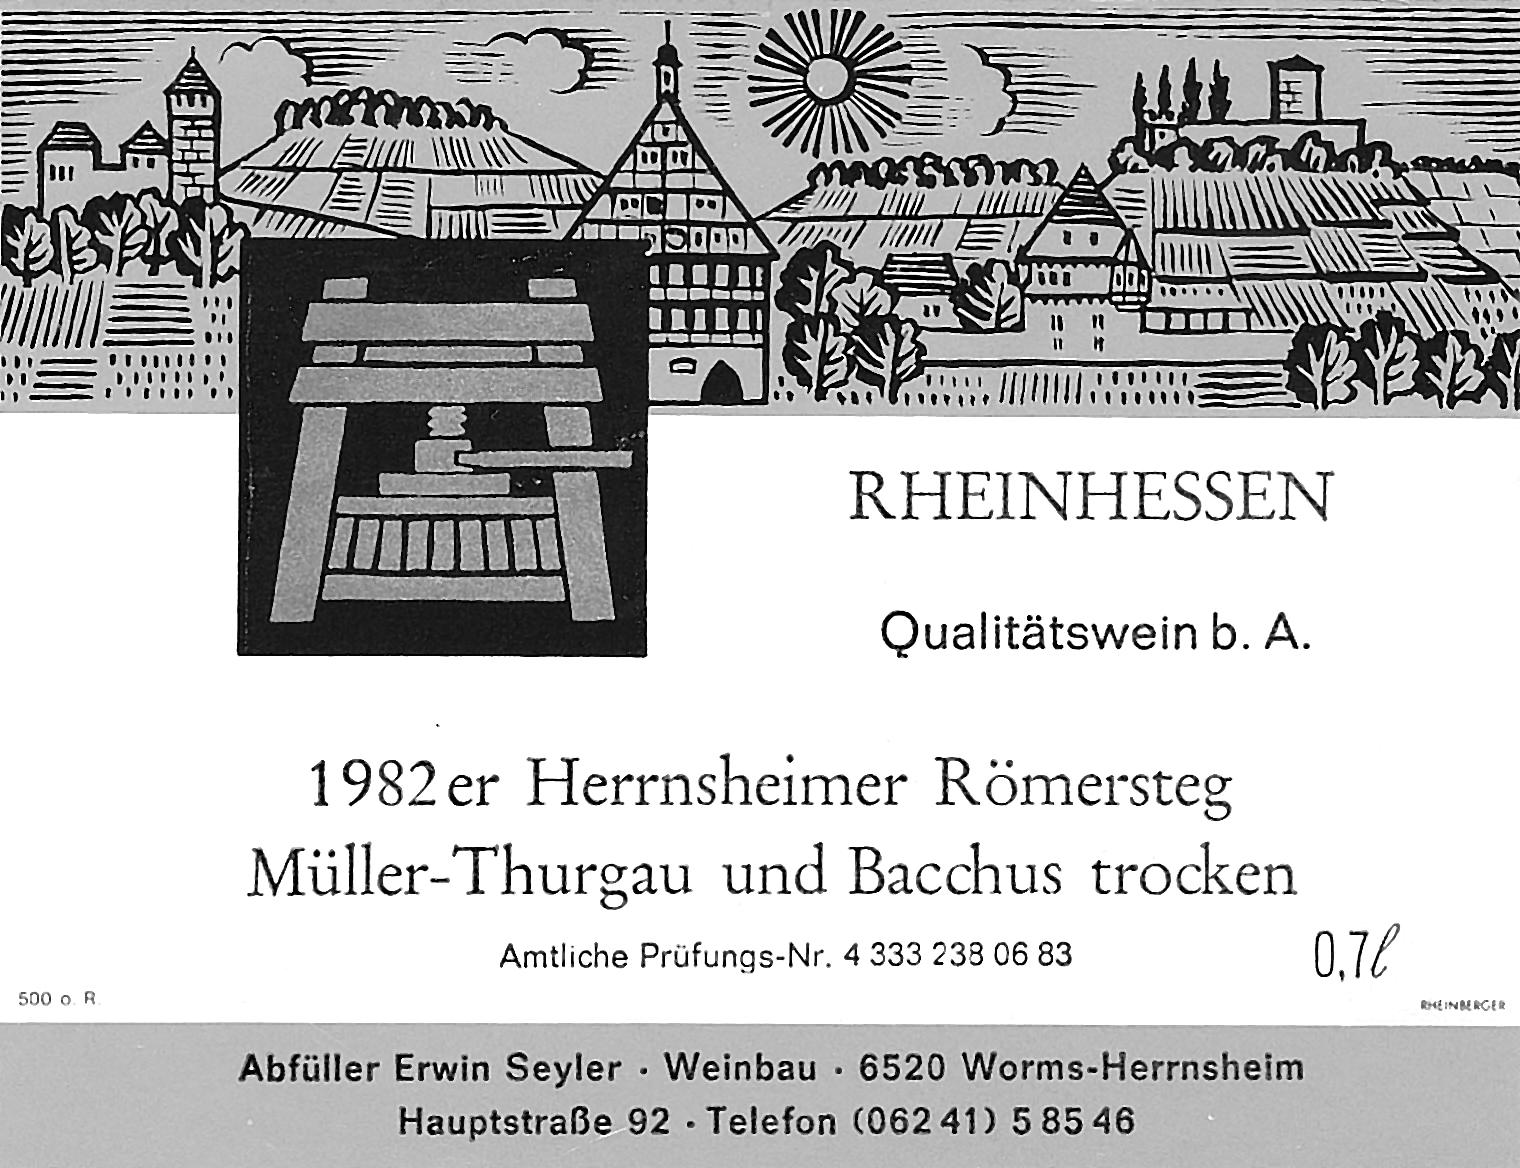 RHEINHESSEN
Qualitätswein b. A.
1982er Herrnsheimer Römersteg
Müller-Thurgau und Bacchus trocken
Amtliche Prüfungs-Nr. 4 333 238 06 83
0,7ℓ
500 o. R.
RHEINBERGER
Abfüller Erwin Seyler · Weinbau · 6520 Worms-Herrnsheim
Hauptstraße 92 · Telefon (062 41) 5 85 46